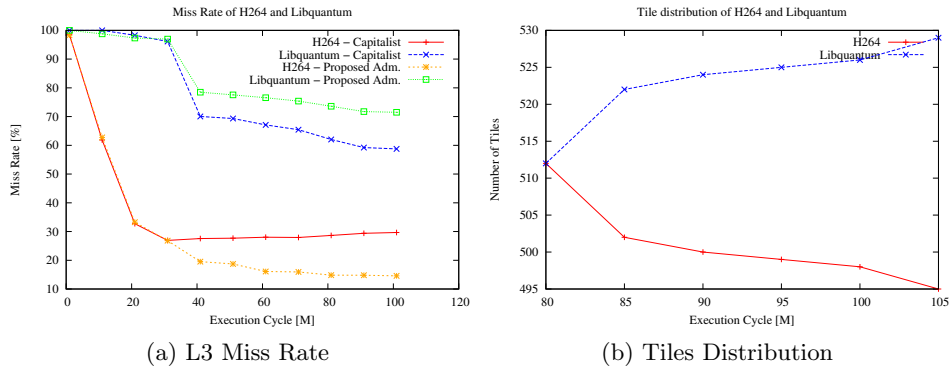 Miss Rate of H264 and Libquantum
100
90
80
70
60
50
40
30
20
10
Miss Rate [%]
0
20
40
60
80
100
120
Execution Cycle [M]
H264 – Capitalist
Libquantum – Capitalist
H264 – Proposed Adm.
Libquantum – Proposed Adm.
(a) L3 Miss Rate
Tile distribution of H264 and Libquantum
530
525
520
515
510
505
500
495
Number of Tiles
80
85
90
95
100
105
Execution Cycle [M]
H264
Libquantum
(b) Tiles Distribution